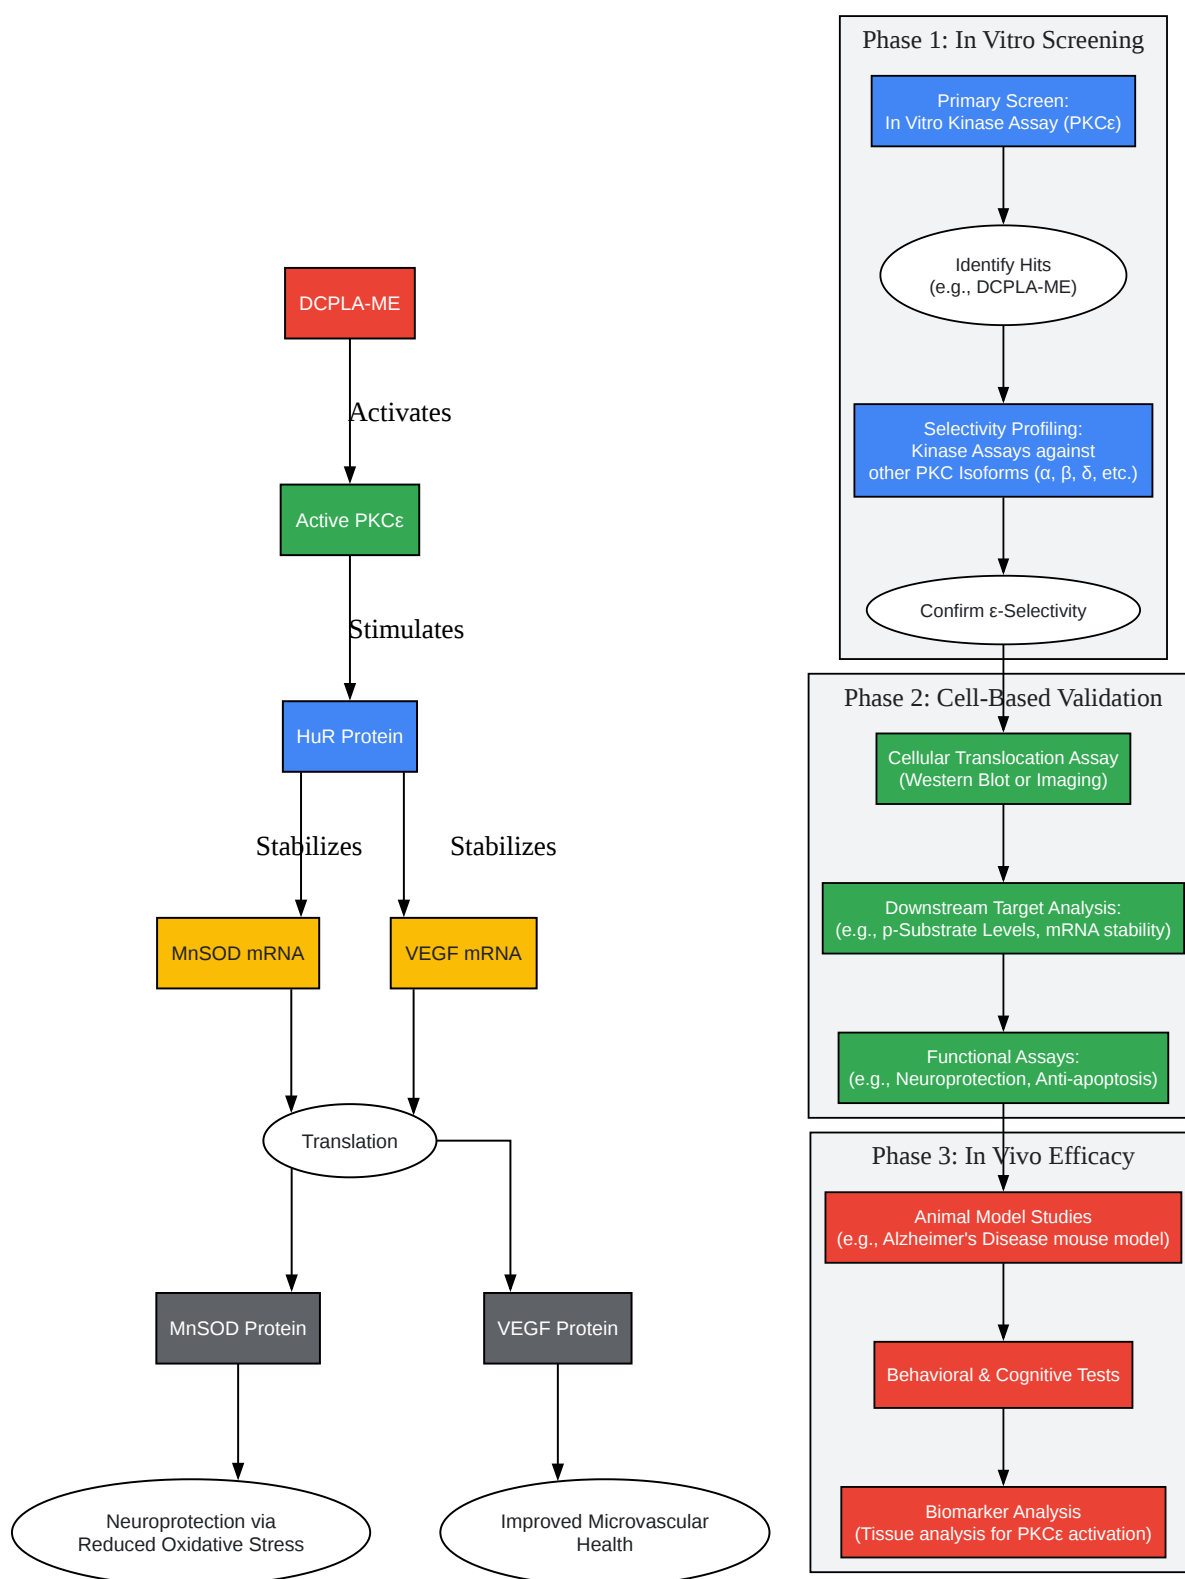 DCPLA-ME
Activates
Active PKCε
Stimulates
HuR Protein
Stabilizes
Stabilizes
MnSOD mRNA
VEGF mRNA
Translation
MnSOD Protein
VEGF Protein
Neuroprotection via
Reduced Oxidative Stress
Improved Microvascular
Health
Phase 1: In Vitro Screening
Primary Screen:
In Vitro Kinase Assay (PKCε)
Identify Hits
(e.g., DCPLA-ME)
Selectivity Profiling:
Kinase Assays against
other PKC Isoforms (α, β, δ, etc.)
Confirm ε-Selectivity
Phase 2: Cell-Based Validation
Cellular Translocation Assay
(Western Blot or Imaging)
Downstream Target Analysis:
(e.g., p-Substrate Levels, mRNA stability)
Functional Assays:
(e.g., Neuroprotection, Anti-apoptosis)
Phase 3: In Vivo Efficacy
Animal Model Studies
(e.g., Alzheimer's Disease mouse model)
Behavioral & Cognitive Tests
Biomarker Analysis
(Tissue analysis for PKCε activation)